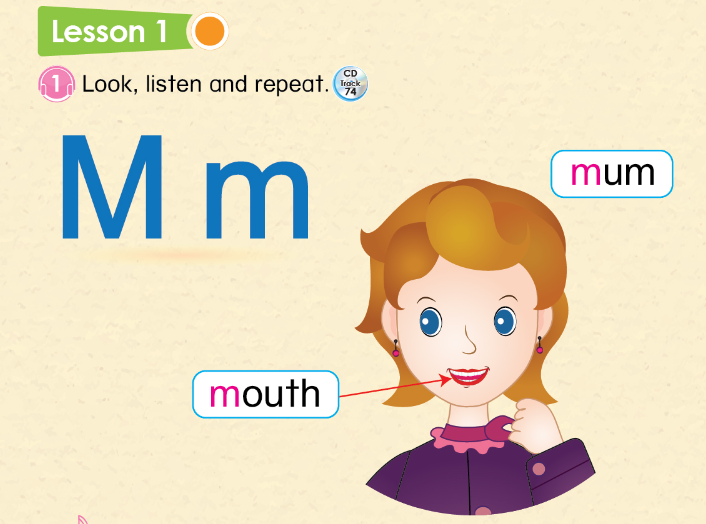 Lesson 1
1 Look, listen and repeat. CD Track 74
M m
mum
mouth